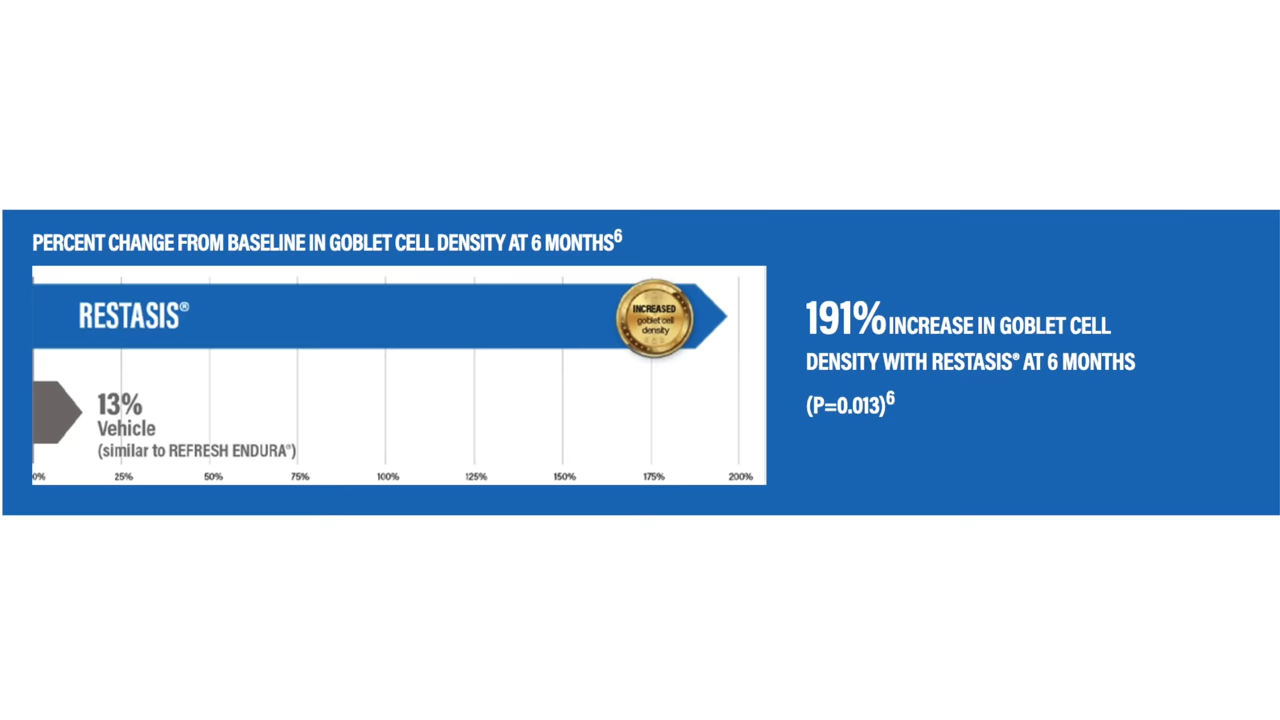 PERCENT CHANGE FROM BASELINE IN GOBLET CELL DENSITY AT 6 MONTHS6
RESTASIS®
INCREASED
goblet cell
density
13%
Vehicle
(similar to REFRESH ENDURA®)
0% 25% 50% 75% 100% 125% 150% 175% 200%
191% INCREASE IN GOBLET CELL
DENSITY WITH RESTASIS® AT 6 MONTHS
(P=0.013)6